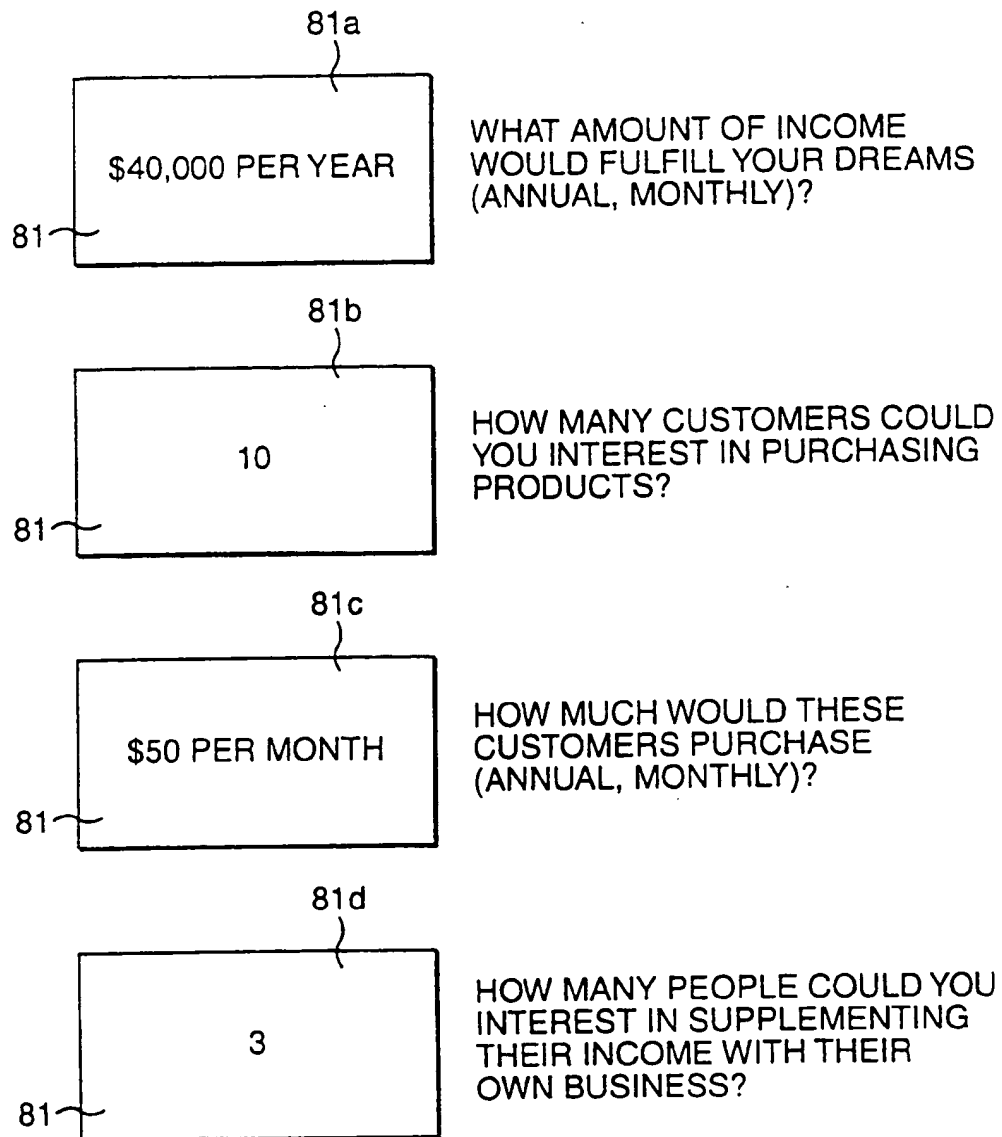 81a
$40,000 PER YEAR
81
WHAT AMOUNT OF INCOME
WOULD FULFILL YOUR DREAMS
(ANNUAL, MONTHLY)?
81b
10
81
HOW MANY CUSTOMERS COULD
YOU INTEREST IN PURCHASING
PRODUCTS?
81c
$50 PER MONTH
81
HOW MUCH WOULD THESE
CUSTOMERS PURCHASE
(ANNUAL, MONTHLY)?
81d
3
81
HOW MANY PEOPLE COULD YOU
INTEREST IN SUPPLEMENTING
THEIR INCOME WITH THEIR
OWN BUSINESS?